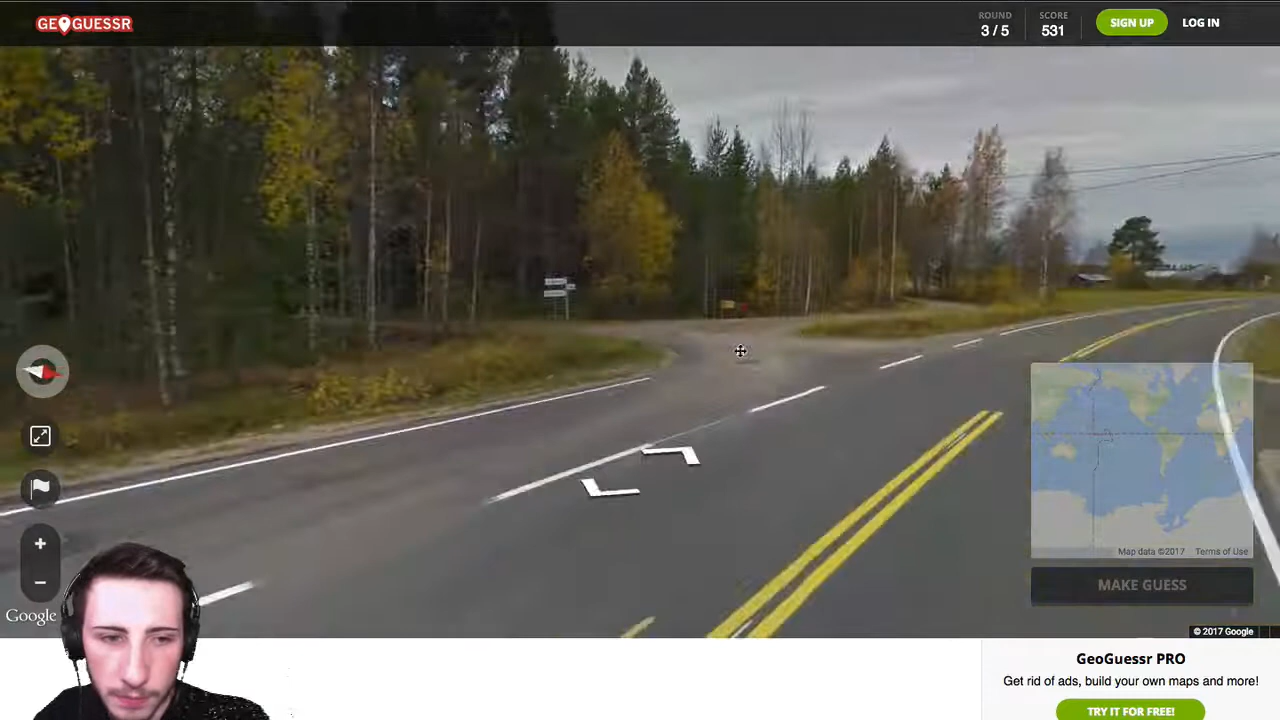 GEOGUESSR
ROUND
3 / 5
SCORE
531
SIGN UP
LOG IN
Map data ©2017
Terms of Use
MAKE GUESS
Google
© 2017 Google
GeoGuessr PRO
Get rid of ads, build your own maps and more!
TRY IT FOR FREE!